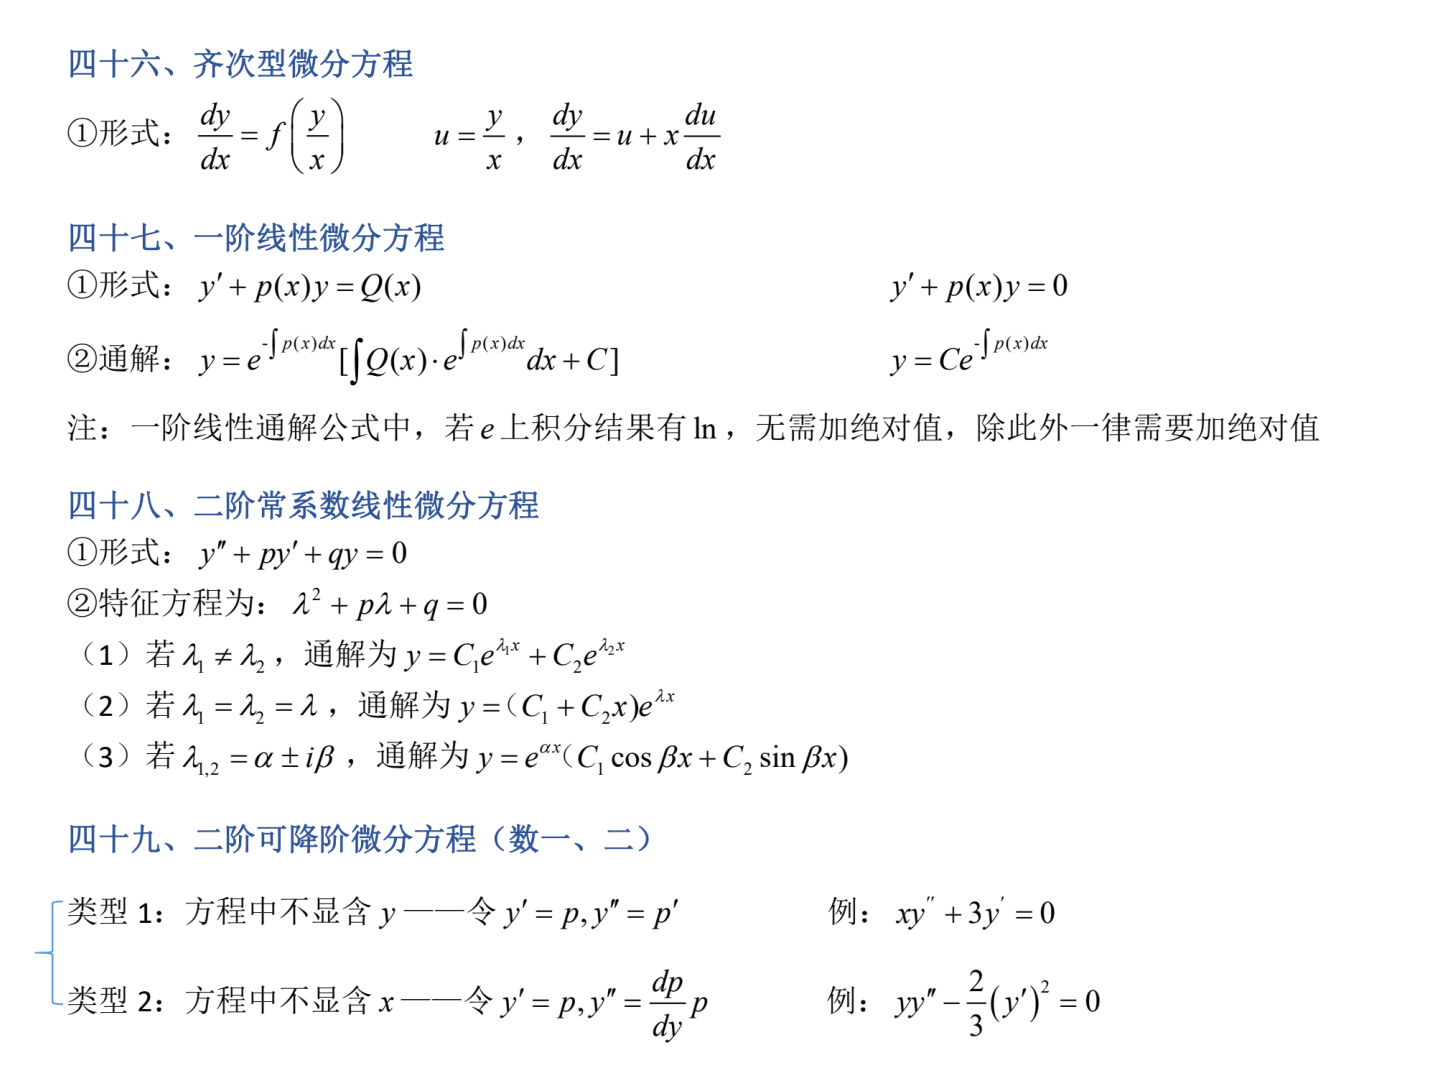 四十六、齐次型微分方程
①形式： $\frac{dy}{dx} = f\left(\frac{y}{x}\right)$ $u = \frac{y}{x}$， $\frac{dy}{dx} = u + x\frac{du}{dx}$
四十七、一阶线性微分方程
①形式： $y' + p(x)y = Q(x)$ $y' + p(x)y = 0$
②通解： $y = e^{-\int p(x)dx}[\int Q(x) \cdot e^{\int p(x)dx} dx + C]$ $y = Ce^{-\int p(x)dx}$
注：一阶线性通解公式中，若 $e$ 上积分结果有 $\ln$，无需加绝对值，除此外一律需要加绝对值
四十八、二阶常系数线性微分方程
①形式： $y'' + py' + qy = 0$
②特征方程为： $\lambda^2 + p\lambda + q = 0$
（1）若 $\lambda_1 \neq \lambda_2$，通解为 $y = C_1e^{\lambda_1 x} + C_2e^{\lambda_2 x}$
（2）若 $\lambda_1 = \lambda_2 = \lambda$，通解为 $y =（C_1 + C_2x)e^{\lambda x}$
（3）若 $\lambda_{1,2} = \alpha \pm i\beta$，通解为 $y = e^{\alpha x}（C_1 \cos \beta x + C_2 \sin \beta x)$
四十九、二阶可降阶微分方程（数一、二）
类型 1：方程中不显含 $y$ ——令 $y' = p, y'' = p'$ 例： $xy'' + 3y' = 0$
类型 2：方程中不显含 $x$ ——令 $y' = p, y'' = \frac{dp}{dy}p$ 例： $yy'' - \frac{2}{3}(y')^2 = 0$